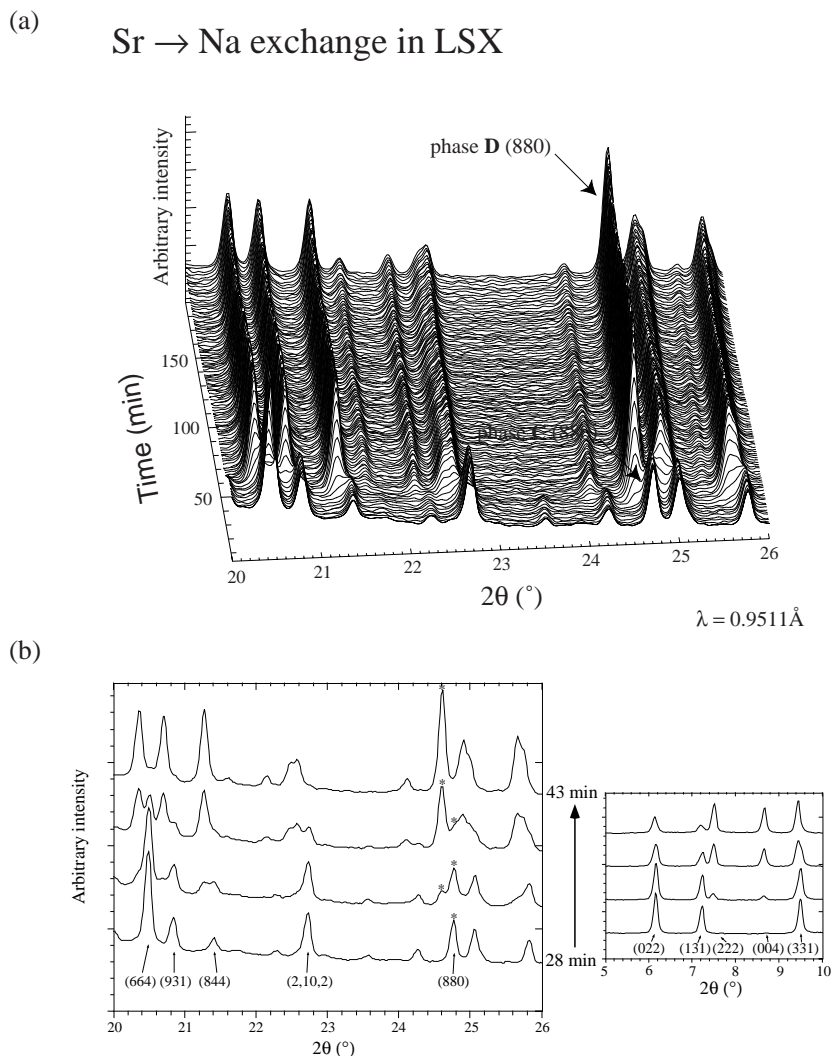 (a)
Sr → Na exchange in LSX
phase D (880)
Arbitrary intensity
150
100
50
Time (min)
phase
20
21
22
23
24
25
26
2θ (°)
λ = 0.9511Å
(b)
Arbitrary intensity
43 min
28 min
(664)
(931)
(844)
(2,10,2)
(880)
20
21
22
23
24
25
26
2θ (°)
(022)
(131)
(222)
(004)
(331)
5
6
7
8
9
10
2θ (°)